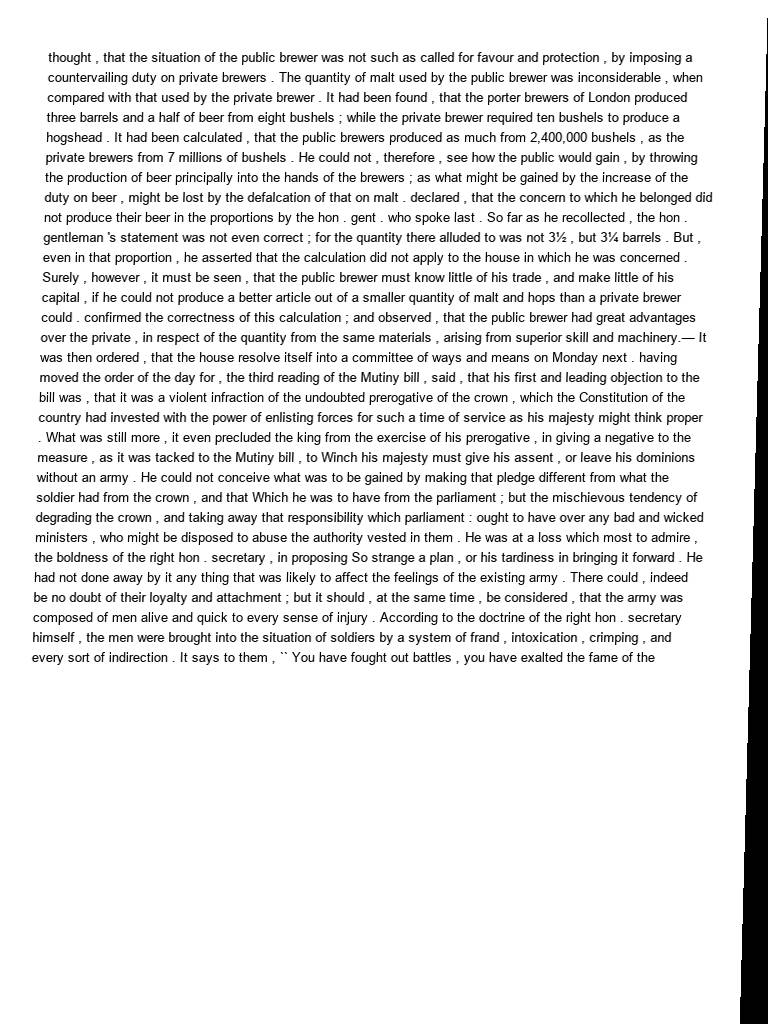 thought , that the situation of the public brewer was not such as called for favour and protection , by imposing a
countervailing duty on private brewers . The quantity of malt used by the public brewer was inconsiderable , when
compared with that used by the private brewer . It had been found , that the porter brewers of London produced
three barrels and a half of beer from eight bushels ; while the private brewer required ten bushels to produce a
hogshead . It had been calculated , that the public brewers produced as much from 2,400,000 bushels , as the
private brewers from 7 millions of bushels . He could not , therefore , see how the public would gain , by throwing
the production of beer principally into the hands of the brewers ; as what might be gained by the increase of the
duty on beer , might be lost by the defalcation of that on malt . declared , that the concern to which he belonged did
not produce their beer in the proportions by the hon . gent . who spoke last . So far as he recollected , the hon .
gentleman 's statement was not even correct ; for the quantity there alluded to was not 3½ , but 3¼ barrels . But ,
even in that proportion , he asserted that the calculation did not apply to the house in which he was concerned .
Surely , however , it must be seen , that the public brewer must know little of his trade , and make little of his
capital , if he could not produce a better article out of a smaller quantity of malt and hops than a private brewer
could . confirmed the correctness of this calculation ; and observed , that the public brewer had great advantages
over the private , in respect of the quantity from the same materials , arising from superior skill and machinery.— It
was then ordered , that the house resolve itself into a committee of ways and means on Monday next . having
moved the order of the day for , the third reading of the Mutiny bill , said , that his first and leading objection to the
bill was , that it was a violent infraction of the undoubted prerogative of the crown , which the Constitution of the
country had invested with the power of enlisting forces for such a time of service as his majesty might think proper
. What was still more , it even precluded the king from the exercise of his prerogative , in giving a negative to the
measure , as it was tacked to the Mutiny bill , to Winch his majesty must give his assent , or leave his dominions
without an army . He could not conceive what was to be gained by making that pledge different from what the
soldier had from the crown , and that Which he was to have from the parliament ; but the mischievous tendency of
degrading the crown , and taking away that responsibility which parliament : ought to have over any bad and wicked
ministers , who might be disposed to abuse the authority vested in them . He was at a loss which most to admire ,
the boldness of the right hon . secretary , in proposing So strange a plan , or his tardiness in bringing it forward . He
had not done away by it any thing that was likely to affect the feelings of the existing army . There could , indeed
be no doubt of their loyalty and attachment ; but it should , at the same time , be considered , that the army was
composed of men alive and quick to every sense of injury . According to the doctrine of the right hon . secretary
himself , the men were brought into the situation of soldiers by a system of frand , intoxication , crimping , and
every sort of indirection . It says to them , `` You have fought out battles , you have exalted the fame of the